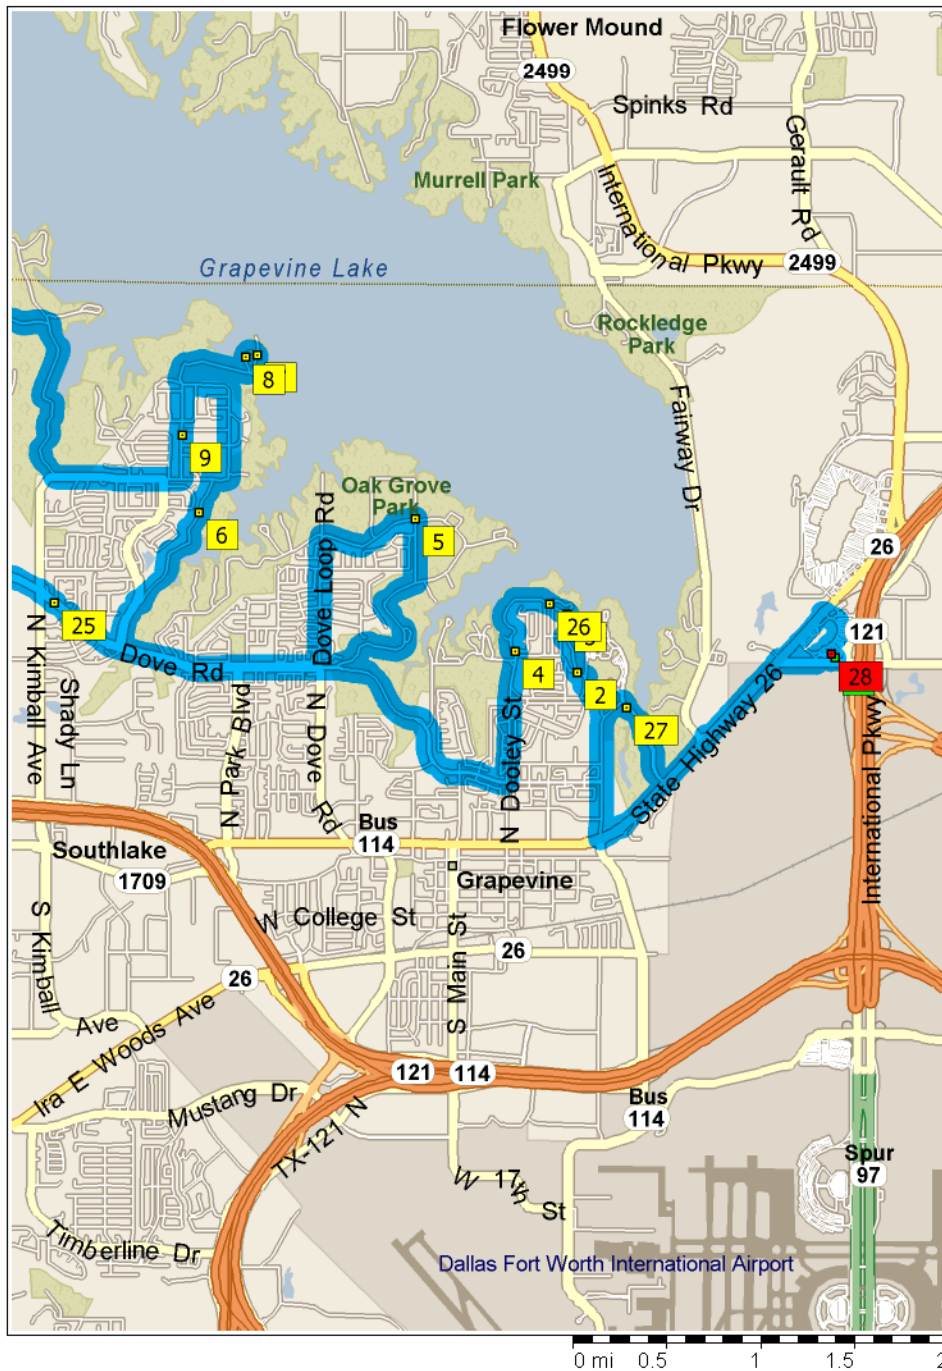 Flower Mound
2499
Spinks Rd
Gerault Rd
Murrell Park
International Pkwy
2499
Grapevine Lake
Rockledge
Park
8
Fairway Dr
9
Oak Grove
Park
Dove Loop Rd
6
5
26
25
26
121
4
28
2
27
Dove Rd
N Kimball Ave
Shady Ln
N Park Blvd
N Dove Rd
N Dooley St
State Highway 26
International Pkwy
Bus
114
Southlake
1709
Grapevine
W College St
S Kimball
Ave
26
26
S Main St
Ira E Woods Ave
121
114
Mustang Dr
TX-121 N
Bus
114
Spur
97
W 17th St
Timberline Dr
Dallas Fort Worth International Airport
0 mi 0.5 1 1.5 2